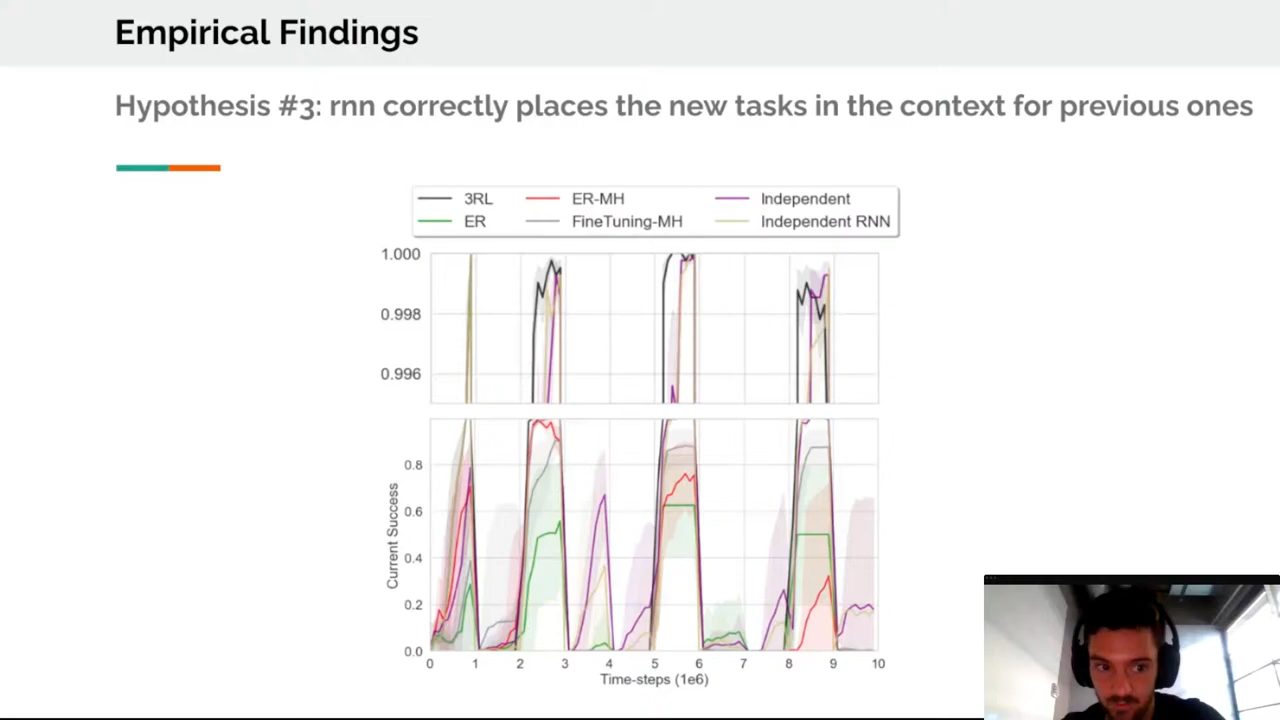 Empirical Findings
Hypothesis #3: rnn correctly places the new tasks in the context for previous ones
3RL ER-MH Independent
ER FineTuning-MH Independent RNN
1.000
0.998
0.996
0.8
0.6
0.4
0.2
0.0
Current Success
0 1 2 3 4 5 6 7 8 9 10
Time-steps (1e6)